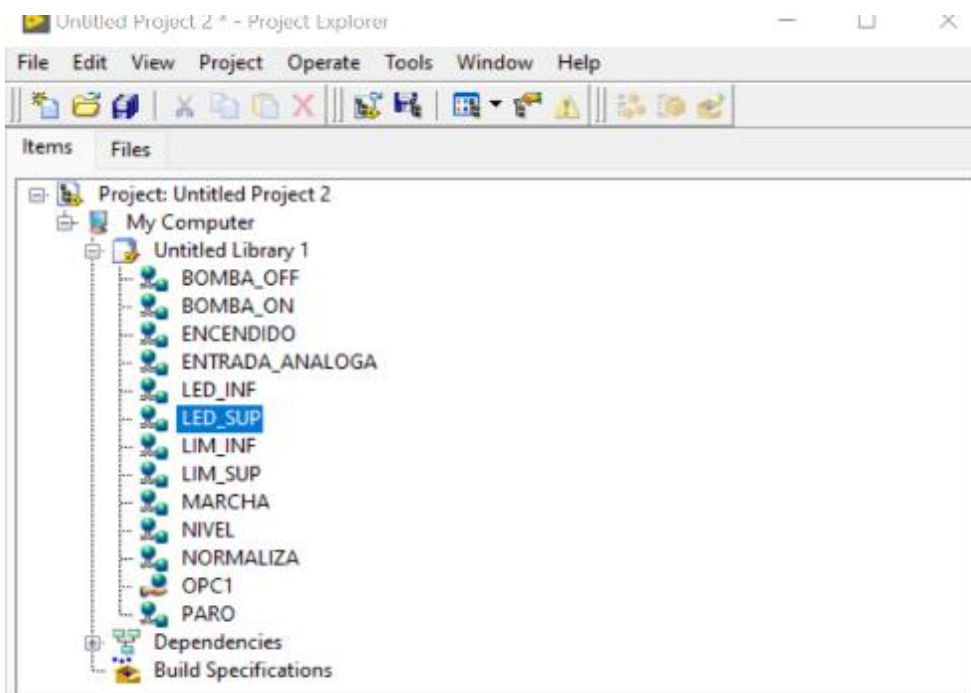 Untitled Project 2 * - Project Explorer
File Edit View Project Operate Tools Window Help
Items Files
Project: Untitled Project 2
My Computer
Untitled Library 1
BOMBA_OFF
BOMBA_ON
ENCENDIDO
ENTRADA_ANALOGA
LED_INF
LED_SUP
LIM_INF
LIM_SUP
MARCHA
NIVEL
NORMALIZA
OPC1
PARO
Dependencies
Build Specifications